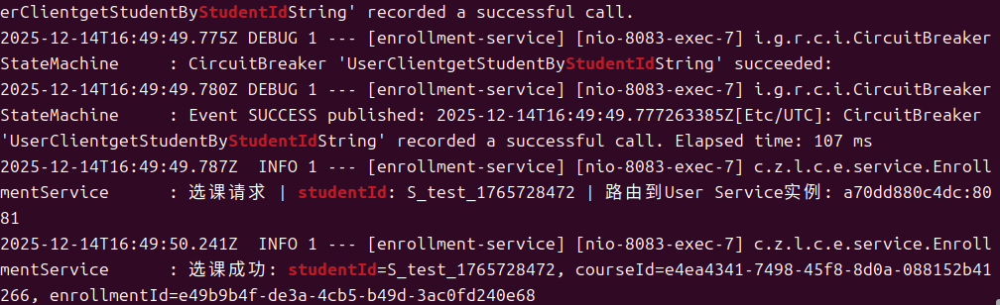 erClientgetStudentByStudentIdString' recorded a successful call.
2025-12-14T16:49:49.775Z DEBUG 1 --- [enrollment-service] [nio-8083-exec-7] i.g.r.c.i.CircuitBreaker
StateMachine     : CircuitBreaker 'UserClientgetStudentByStudentIdString' succeeded:
2025-12-14T16:49:49.780Z DEBUG 1 --- [enrollment-service] [nio-8083-exec-7] i.g.r.c.i.CircuitBreaker
StateMachine     : Event SUCCESS published: 2025-12-14T16:49:49.777263385Z[Etc/UTC]: CircuitBreaker
'UserClientgetStudentByStudentIdString' recorded a successful call. Elapsed time: 107 ms
2025-12-14T16:49:49.787Z  INFO 1 --- [enrollment-service] [nio-8083-exec-7] c.z.l.c.e.service.Enroll
mentService      : 选课请求 | studentId: S_test_1765728472 | 路由到User Service实例: a70dd880c4dc:80
81
2025-12-14T16:49:50.241Z  INFO 1 --- [enrollment-service] [nio-8083-exec-7] c.z.l.c.e.service.Enroll
mentService      : 选课成功: studentId=S_test_1765728472, courseId=e4ea4341-7498-45f8-8d0a-088152b41
266, enrollmentId=e49b9b4f-de3a-4cb5-b49d-3ac0fd240e68